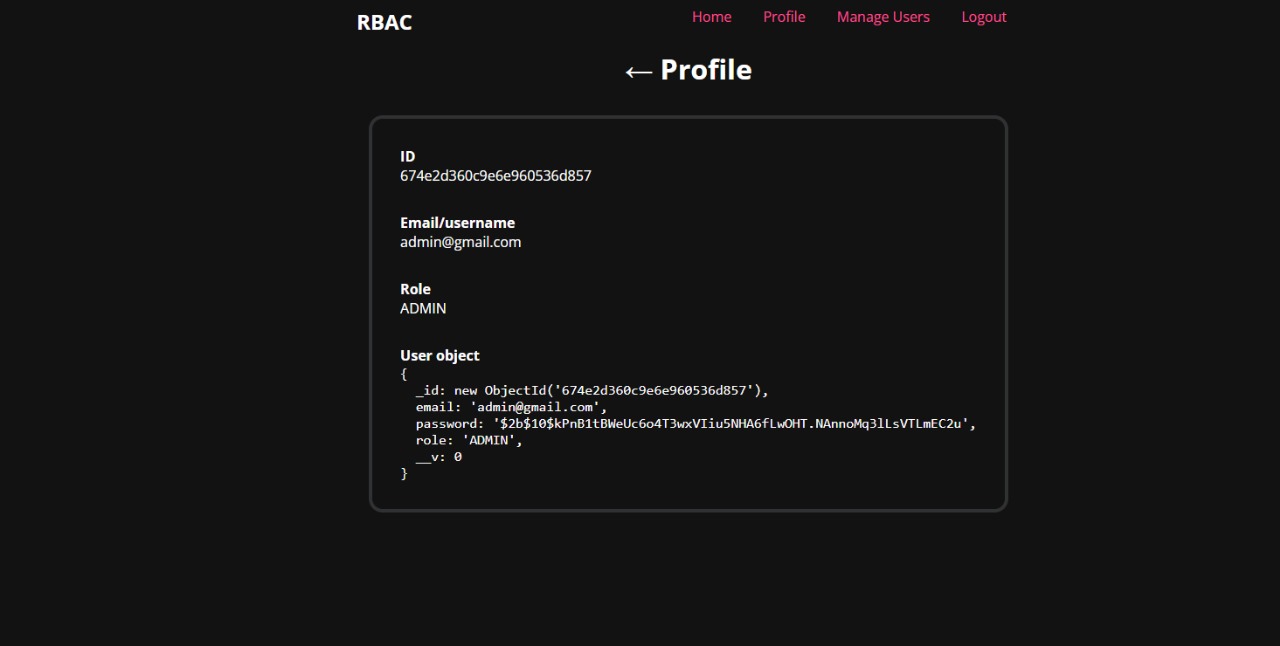 RBAC
Home Profile Manage Users Logout
← Profile
ID
674e2d360c9e6e960536d857
Email/username
admin@gmail.com
Role
ADMIN
User object
{
  _id: new ObjectId('674e2d360c9e6e960536d857'),
  email: 'admin@gmail.com',
  password: '$2b$10$kPnB1tBWeUc6o4T3wxVIiu5NHA6fLwOHT.NAnnoMq3lLsVTLmEC2u',
  role: 'ADMIN',
  __v: 0
}